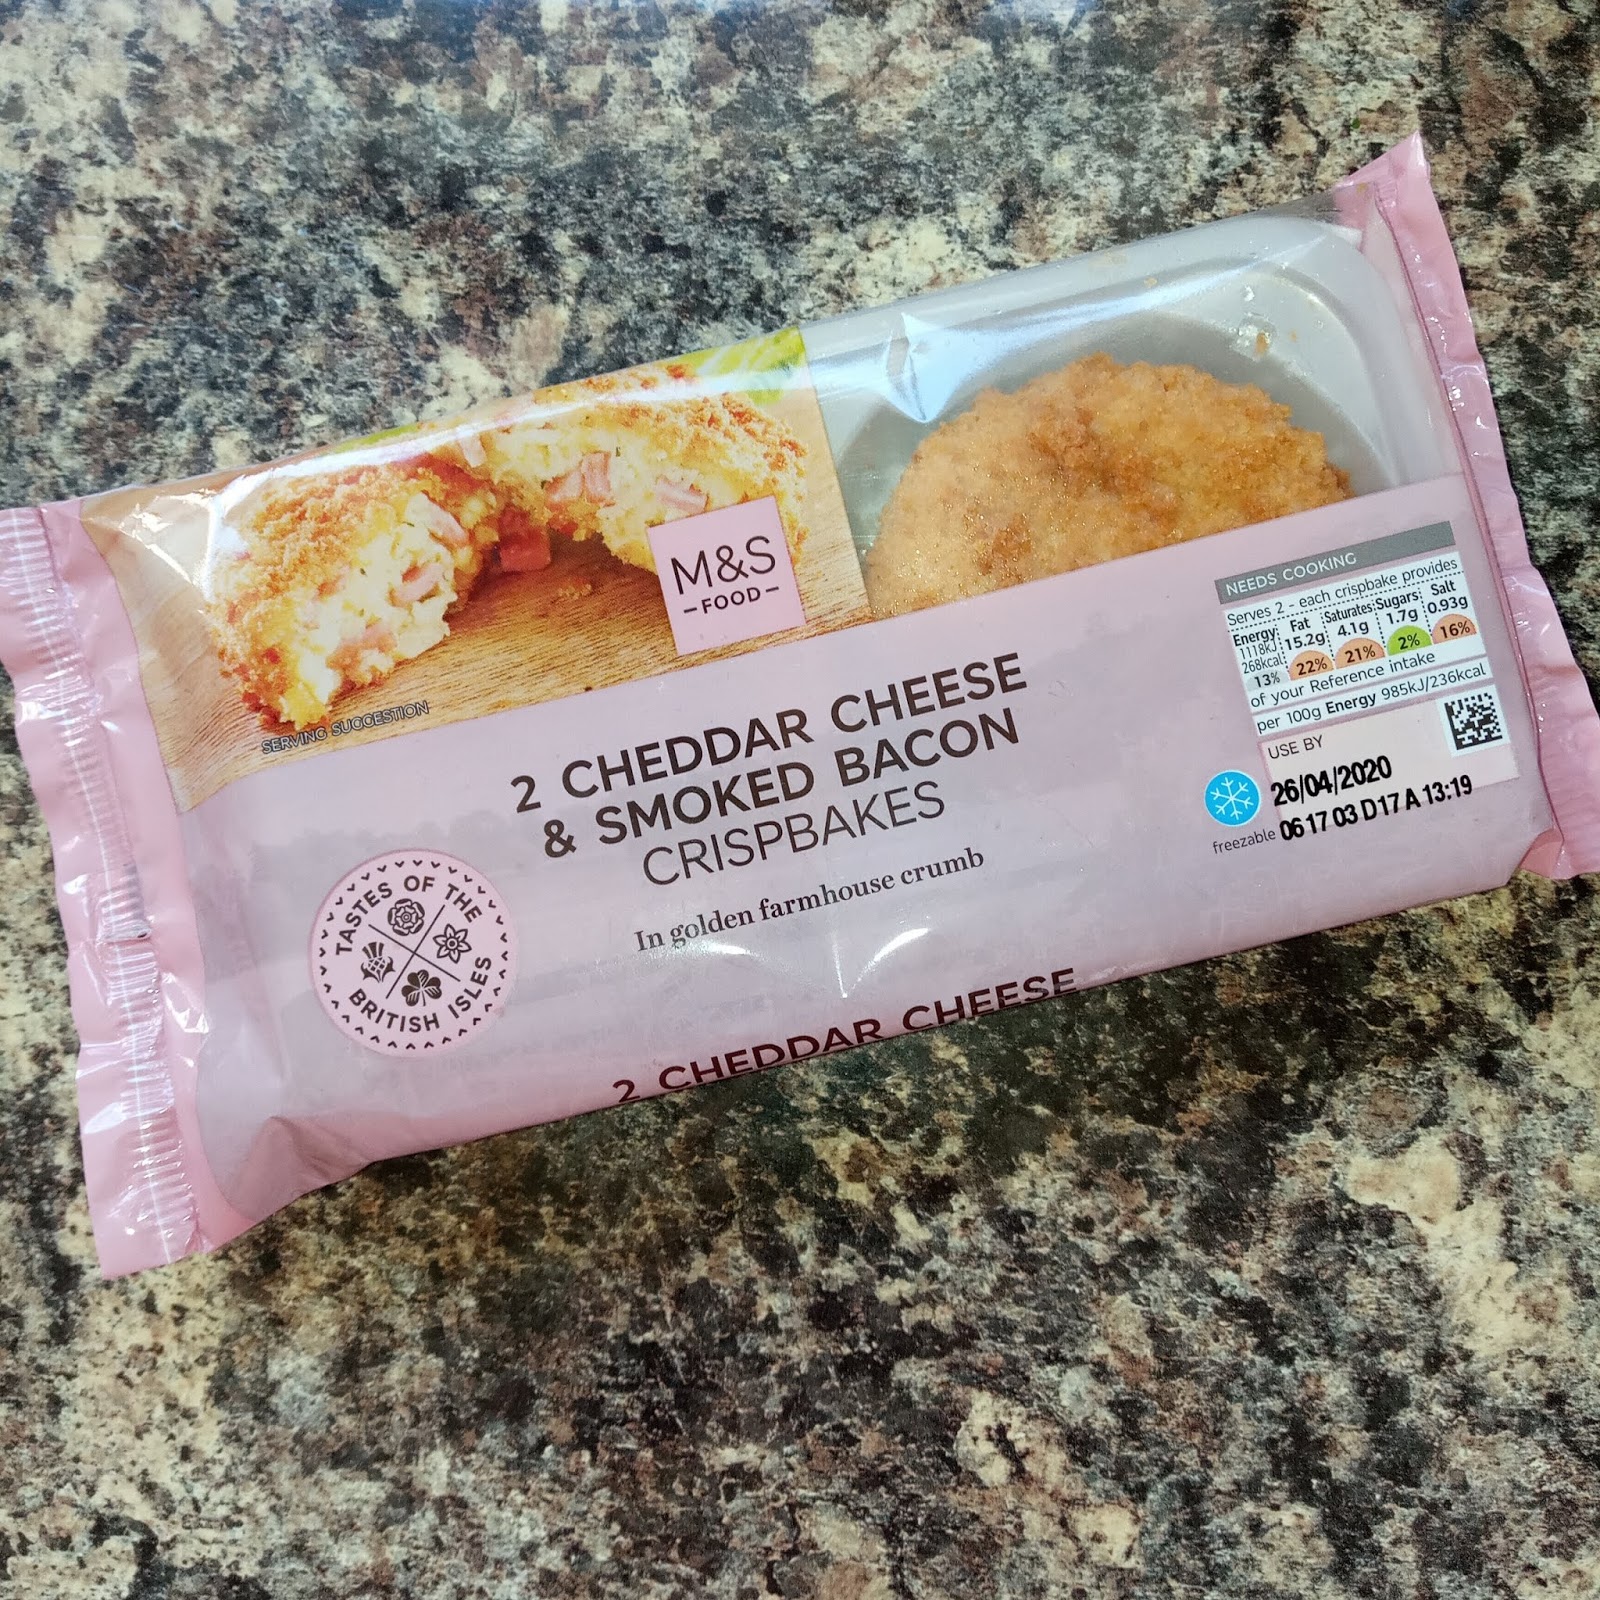 M&S
FOOD
SERVING SUGGESTION
2 CHEDDAR CHEESE
& SMOKED BACON
CRISPBAKES
In golden farmhouse crumb
TASTES OF THE
BRITISH ISLES
NEEDS COOKING
Serves 2 - each crispbake provides
Energy Fat Saturates Sugars Salt
1118kJ 15.2g 4.1g 1.7g 0.93g
268kcal
13% 22% 21% 2% 16%
of your Reference intake
per 100g Energy 985kJ/236kcal
USE BY
26/04/2020
freezable 06 17 03 D17 A 13:19
2 CHEDDAR CHEESE